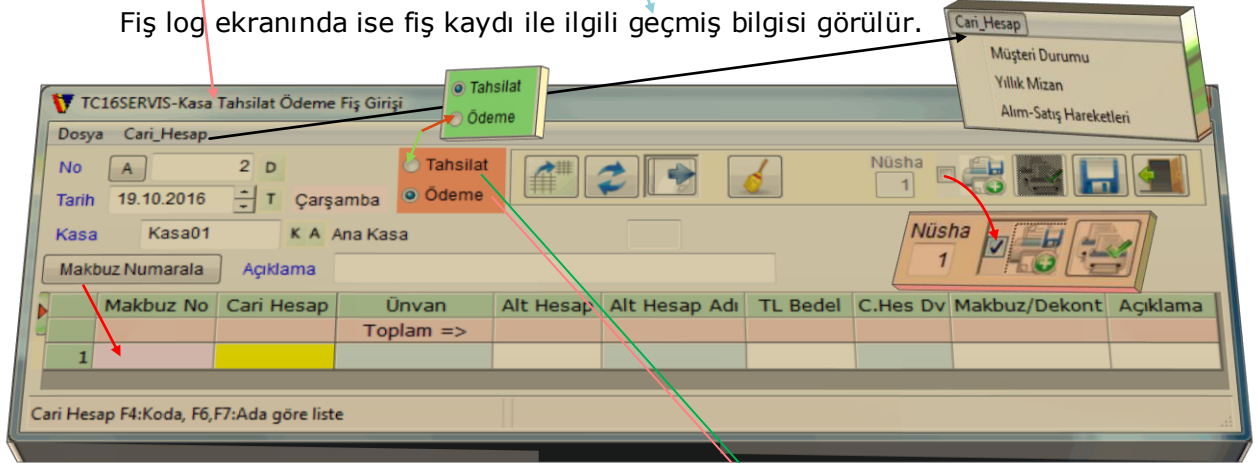 Fiş log ekranında ise fiş kaydı ile ilgili geçmiş bilgisi görülür.
Cari_Hesap
Müşteri Durumu
Yıllık Mizan
Alım-Satış Hareketleri
Tahsilat
Ödeme
TC16SERVIS-Kasa Tahsilat Ödeme Fiş Girişi
Dosya Cari_Hesap
No A 2 D
Tahsilat
Ödeme
Nüsha
1
Tarih 19.10.2016 T Çarşamba
Kasa Kasa01 K A Ana Kasa
Nüsha
1
Makbuz Numarala Açıklama
Makbuz No Cari Hesap Ünvan Alt Hesap Alt Hesap Adı TL Bedel C.Hes Dv Makbuz/Dekont Açıklama
Toplam =>
1
Cari Hesap F4:Koda, F6,F7:Ada göre liste